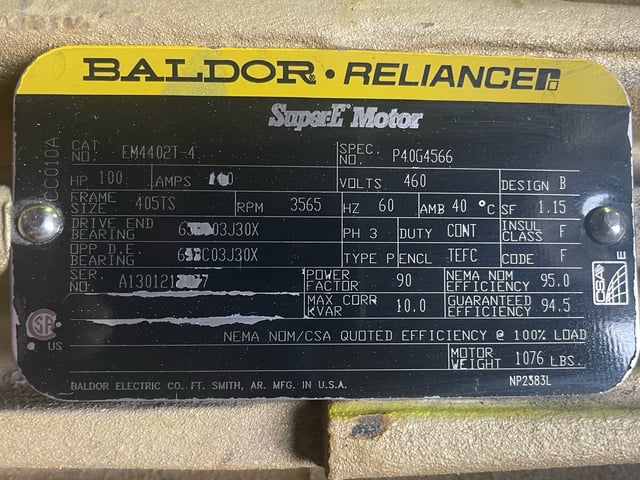 BALDOR · RELIANCE
SuperE Motor
CC010A
CAT NO. EM4402T-4 SPEC. NO. P40G4566
HP 100 AMPS VOLTS 460 DESIGN B
FRAME SIZE 405TS RPM 3565 HZ 60 AMB 40 °C SF 1.15
DRIVE END BEARING PH 3 DUTY CONT INSUL CLASS F
OPP D.E. BEARING TYPE P ENCL TEFC CODE F
SER. NO. POWER FACTOR 90 NEMA NOM EFFICIENCY 95.0
MAX CORR KVAR 10.0 GUARANTEED EFFICIENCY 94.5
NEMA NOM/CSA QUOTED EFFICIENCY @ 100% LOAD
MOTOR WEIGHT 1076 LBS.
BALDOR ELECTRIC CO. FT. SMITH, AR. MFG. IN U.S.A. NP2383L
US
E